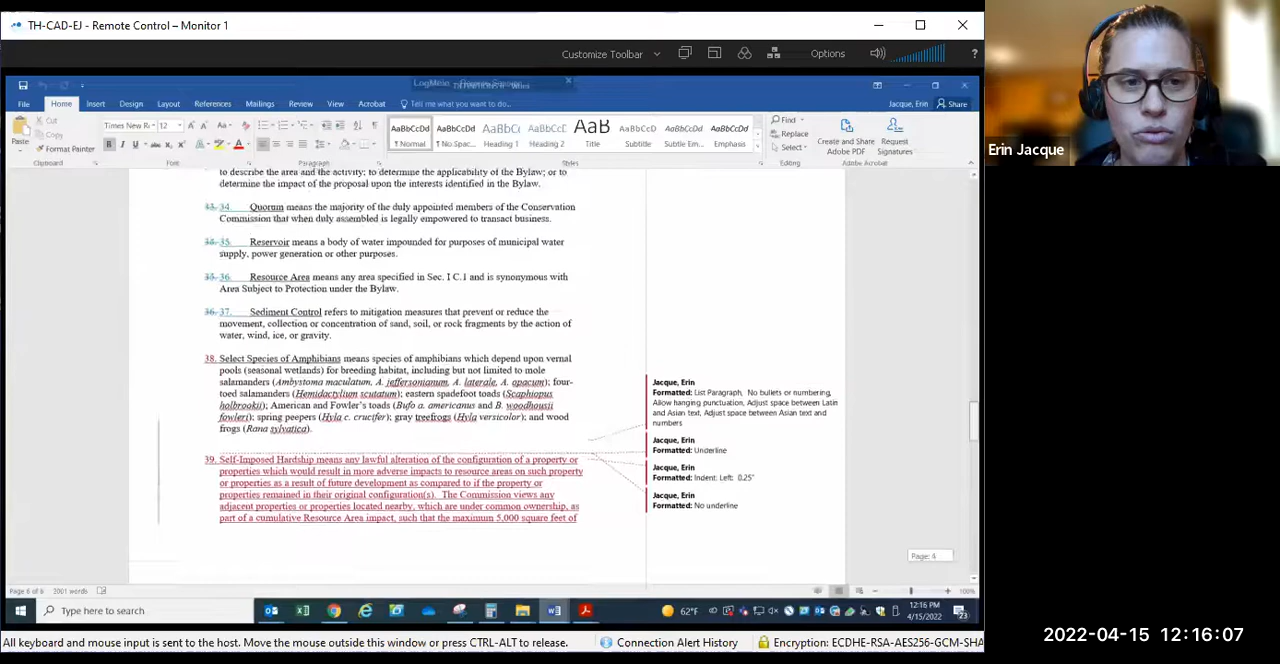 TH-CAD-EJ - Remote Control – Monitor 1
Customize Toolbar
Options
?
LogMeIn
Word
File Home Insert Design Layout References Mailings Review View Acrobat Tell me what you want to do...
Jacque, Erin Share
Paste
Cut
Copy
Format Painter
Clipboard
Times New R 12
B I U
Font
Paragraph
AaBbCcDd AaBbCcDd AaBbC AaBbCcC AaB AaBbCcD AaBbCcDd AaBbCcDd
¶ Normal ¶ No Spac... Heading 1 Heading 2 Title Subtitle Subtle Em... Emphasis
Styles
Find
Replace
Select
Editing
Create and Share
Adobe PDF
Request
Signatures
Adobe Acrobat
to describe the area and the activity; to determine the applicability of the Bylaw; or to
determine the impact of the proposal upon the interests identified in the Bylaw.
33. 34. Quorum means the majority of the duly appointed members of the Conservation
Commission that when duly assembled is legally empowered to transact business.
34. 35. Reservoir means a body of water impounded for purposes of municipal water
supply, power generation or other purposes.
35. 36. Resource Area means any area specified in Sec. I C.1 and is synonymous with
Area Subject to Protection under the Bylaw.
36. 37. Sediment Control refers to mitigation measures that prevent or reduce the
movement, collection or concentration of sand, soil, or rock fragments by the action of
water, wind, ice, or gravity.
38. Select Species of Amphibians means species of amphibians which depend upon vernal
pools (seasonal wetlands) for breeding habitat, including but not limited to mole
salamanders (Ambystoma maculatum, A. jeffersonianum, A. laterale, A. opacum); four-
toed salamanders (Hemidactylium scutatum); eastern spadefoot toads (Scaphiopus
holbrookii); American and Fowler's toads (Bufo a. americanus and B. woodhousii
fowleri); spring peepers (Hyla c. crucifer); gray treefrogs (Hyla versicolor); and wood
frogs (Rana sylvatica).
39. Self-Imposed Hardship means any lawful alteration of the configuration of a property or
properties which would result in more adverse impacts to resource areas on such property
or properties as a result of future development as compared to if the property or
properties remained in their original configuration(s). The Commission views any
adjacent properties or properties located nearby, which are under common ownership, as
part of a cumulative Resource Area impact, such that the maximum 5,000 square feet of
Jacque, Erin
Formatted: List Paragraph, No bullets or numbering,
Allow hanging punctuation, Adjust space between Latin
and Asian text, Adjust space between Asian text and
numbers
Jacque, Erin
Formatted: Underline
Jacque, Erin
Formatted: Indent: Left: 0.25"
Jacque, Erin
Formatted: No underline
Page: 6
Page 6 of 8 3001 words
100%
Type here to search
62°F
12:16 PM
4/15/2022
23
All keyboard and mouse input is sent to the host. Move the mouse outside this window or press CTRL-ALT to release.
Connection Alert History
Encryption: ECDHE-RSA-AES256-GCM-SHA
Erin Jacque
2022-04-15 12:16:07